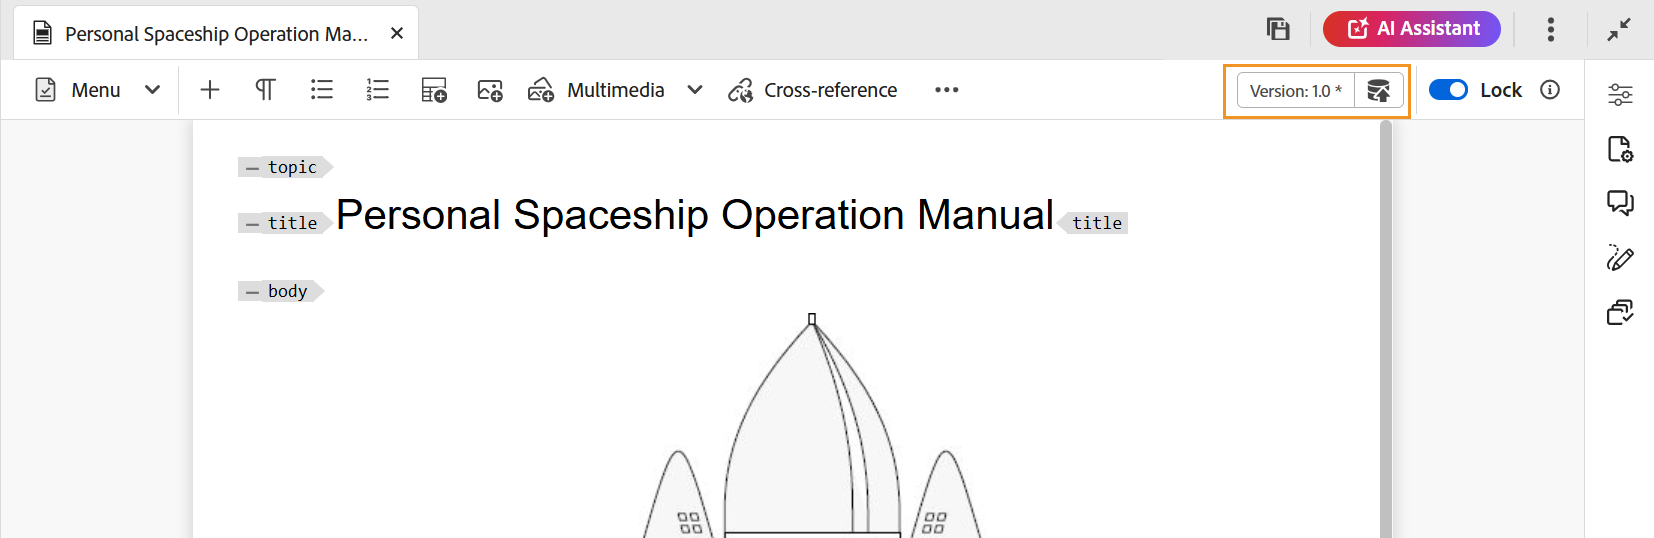 Personal Spaceship Operation Ma...
AI Assistant
Menu
Multimedia
Cross-reference
Version: 1.0 *
Lock
topic
title Personal Spaceship Operation Manual title
body